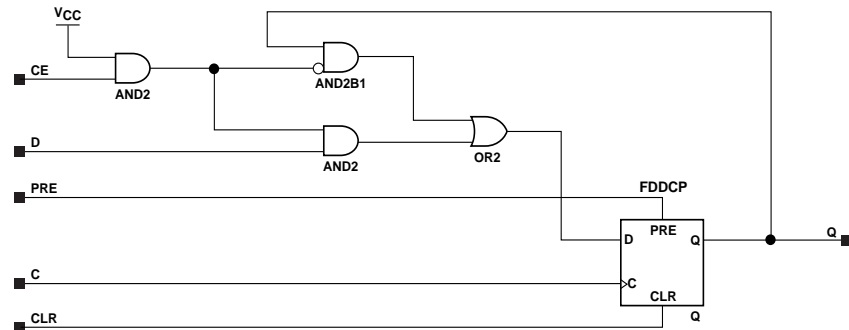 VCC
CE
AND2
AND2B1
D
AND2
OR2
PRE
FDDCP
PRE
D
Q
Q
C
C
CLR
CLR
Q